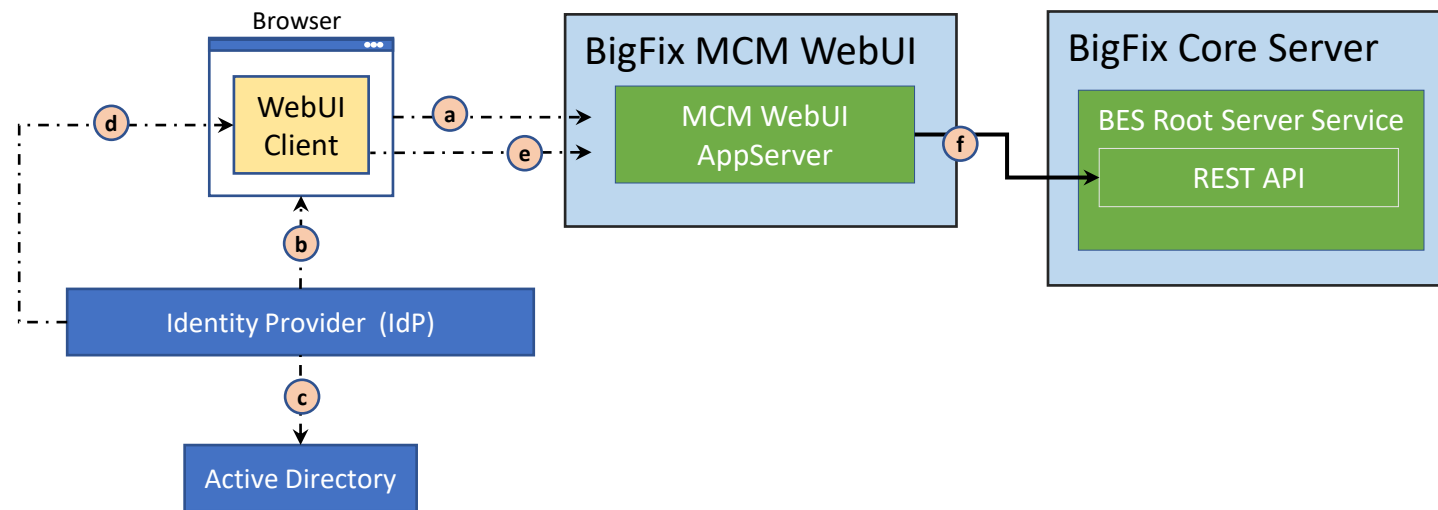 Browser
WebUI
Client
d
a
e
b
BigFix MCM WebUI
MCM WebUI
AppServer
f
BigFix Core Server
BES Root Server Service
REST API
Identity Provider  (IdP)
c
Active Directory